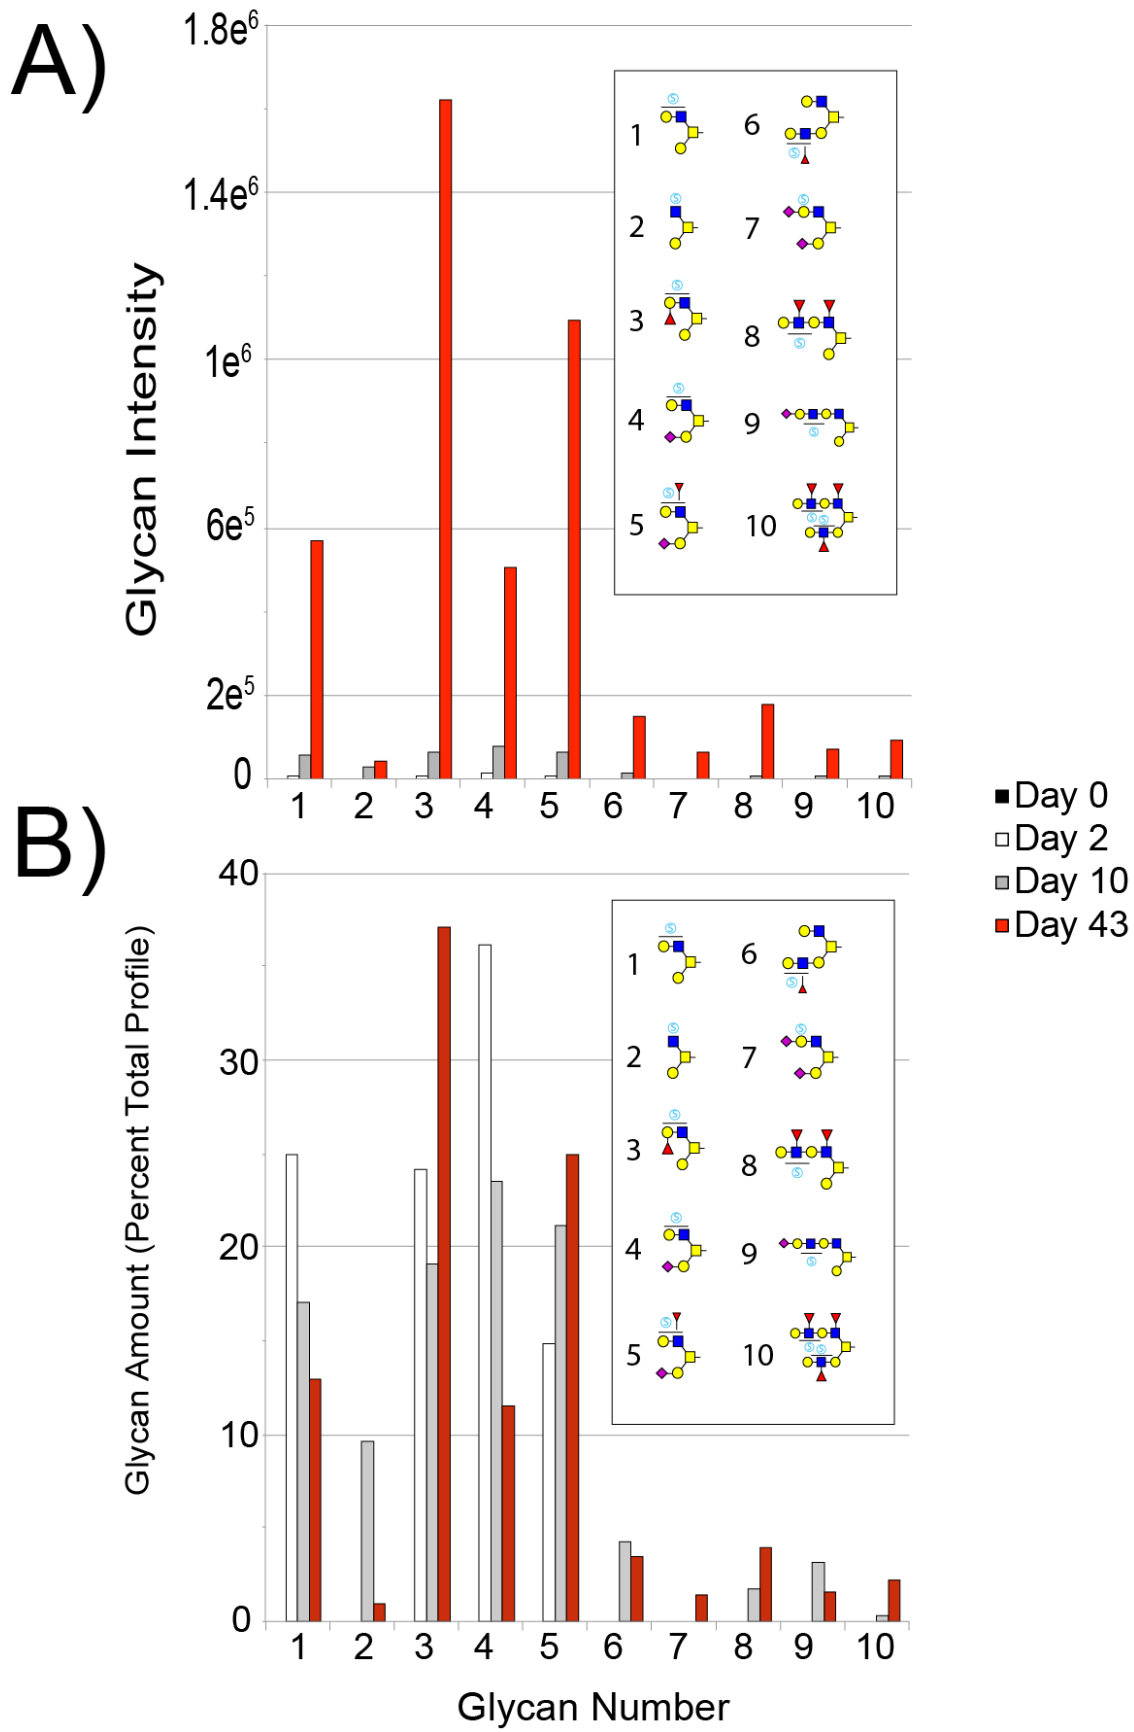 A)
1.8e⁶
1.4e⁶
1e⁶
6e⁵
2e⁵
0
Glycan Intensity
S
1
6
S
S
2
S
7
S
3
8
S
S
4
9
S
S
5
10
S S
1 2 3 4 5 6 7 8 9 10
Day 0
Day 2
Day 10
Day 43
B)
40
30
20
10
0
Glycan Amount (Percent Total Profile)
S
1
6
S
S
2
S
7
S
3
8
S
S
4
9
S
S
5
10
S S
1 2 3 4 5 6 7 8 9 10
Glycan Number